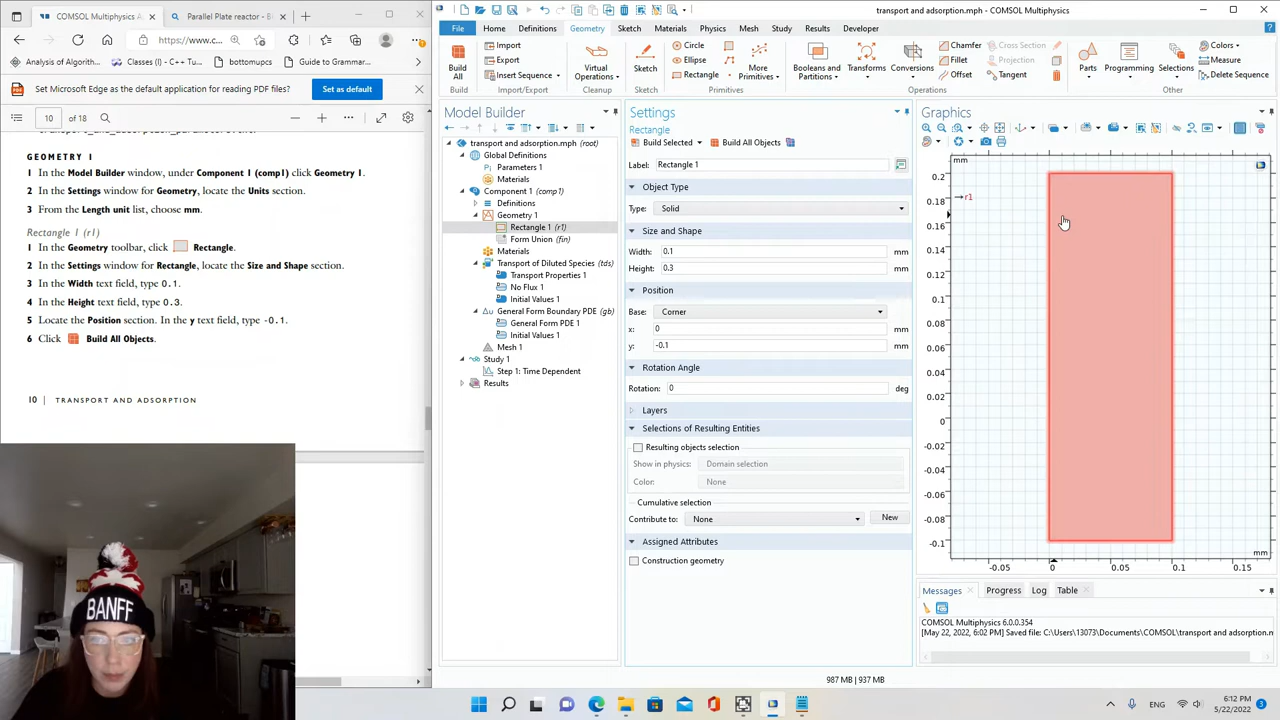 COMSOL Multiphysics A
Parallel Plate reactor - Bi
transport and adsorption.mph - COMSOL Multiphysics
File Home Definitions Geometry Sketch Materials Physics Mesh Study Results Developer
https://www.c...
Analysis of Algorith... Classes (C++ - Tu... bottomupcs Guide to Grammar...
Set Microsoft Edge as the default application for reading PDF files? Set as default
10 of 18
Build All
Build
Import
Export
Insert Sequence
Import/Export
Virtual Operations
Cleanup
Sketch
Circle
Ellipse
Rectangle
More Primitives
Primitives
Booleans and Partitions
Transforms
Conversions
Chamfer
Fillet
Offset
Cross Section
Projection
Tangent
Operations
Parts
Programming
Selections
Colors
Measure
Delete Sequence
Other
GEOMETRY 1
1 In the Model Builder window, under Component 1 (comp1) click Geometry 1.
2 In the Settings window for Geometry, locate the Units section.
3 From the Length unit list, choose mm.
Rectangle 1 (r1)
1 In the Geometry toolbar, click Rectangle.
2 In the Settings window for Rectangle, locate the Size and Shape section.
3 In the Width text field, type 0.1.
4 In the Height text field, type 0.3.
5 Locate the Position section. In the y text field, type -0.1.
6 Click Build All Objects.
10 | TRANSPORT AND ADSORPTION
BANFF
Model Builder
transport and adsorption.mph (root)
Global Definitions
Parameters 1
Materials
Component 1 (comp1)
Definitions
Geometry 1
Rectangle 1 (r1)
Form Union (fin)
Materials
Transport of Diluted Species (tds)
Transport Properties 1
No Flux 1
Initial Values 1
General Form Boundary PDE (gb)
General Form PDE 1
Initial Values 1
Mesh 1
Study 1
Step 1: Time Dependent
Results
Settings
Rectangle
Build Selected Build All Objects
Label: Rectangle 1
Object Type
Type: Solid
Size and Shape
Width: 0.1 mm
Height: 0.3 mm
Position
Base: Corner
x: 0 mm
y: -0.1 mm
Rotation Angle
Rotation: 0 deg
Layers
Selections of Resulting Entities
Resulting objects selection
Show in physics: Domain selection
Color: None
Cumulative selection
Contribute to: None New
Assigned Attributes
Construction geometry
Graphics
mm
0.2
0.18
r1
0.16
0.14
0.12
0.1
0.08
0.06
0.04
0.02
0
-0.02
-0.04
-0.06
-0.08
-0.1
mm
-0.05 0 0.05 0.1 0.15
Messages Progress Log Table
COMSOL Multiphysics 6.0.0.354
[May 22, 2022, 6:02 PM] Saved file: C:\Users\13073\Documents\COMSOL\transport and adsorption.m
987 MB | 937 MB
ENG
6:12 PM
5/22/2022
3